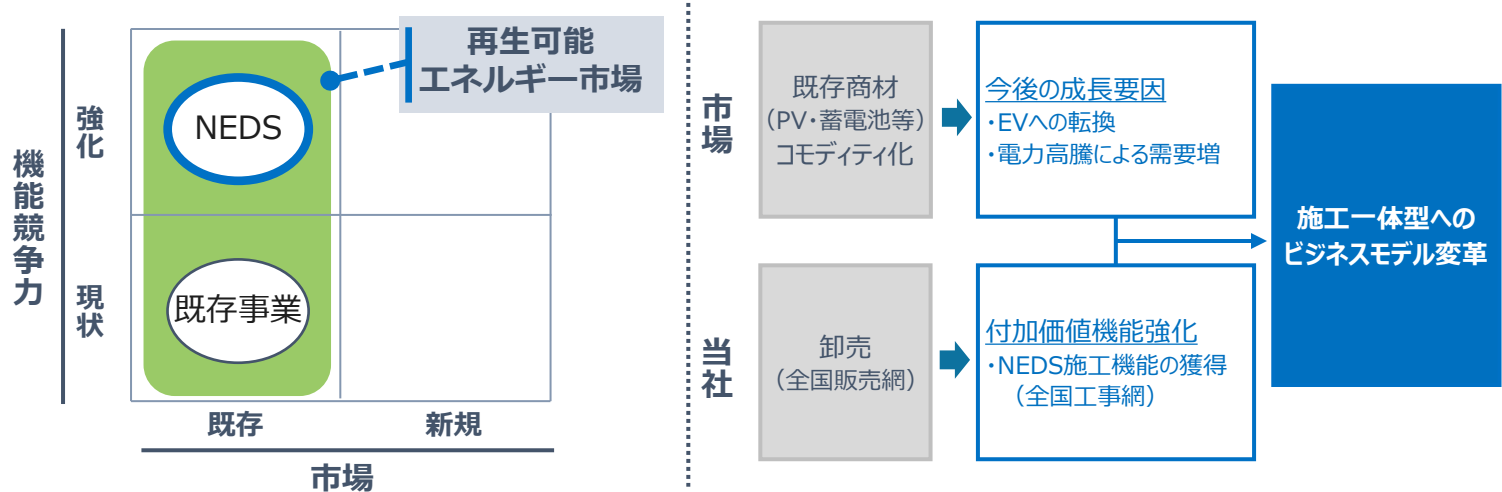 再生可能
エネルギー市場
機能競争力
強化
NEDS
現状
既存事業
既存
新規
市場
市場
既存商材
（PV・蓄電池等）
コモディティ化
今後の成長要因
・EVへの転換
・電力高騰による需要増
当社
卸売
（全国販売網）
付加価値機能強化
・NEDS施工機能の獲得
（全国工事網）
施工一体型への
ビジネスモデル変革